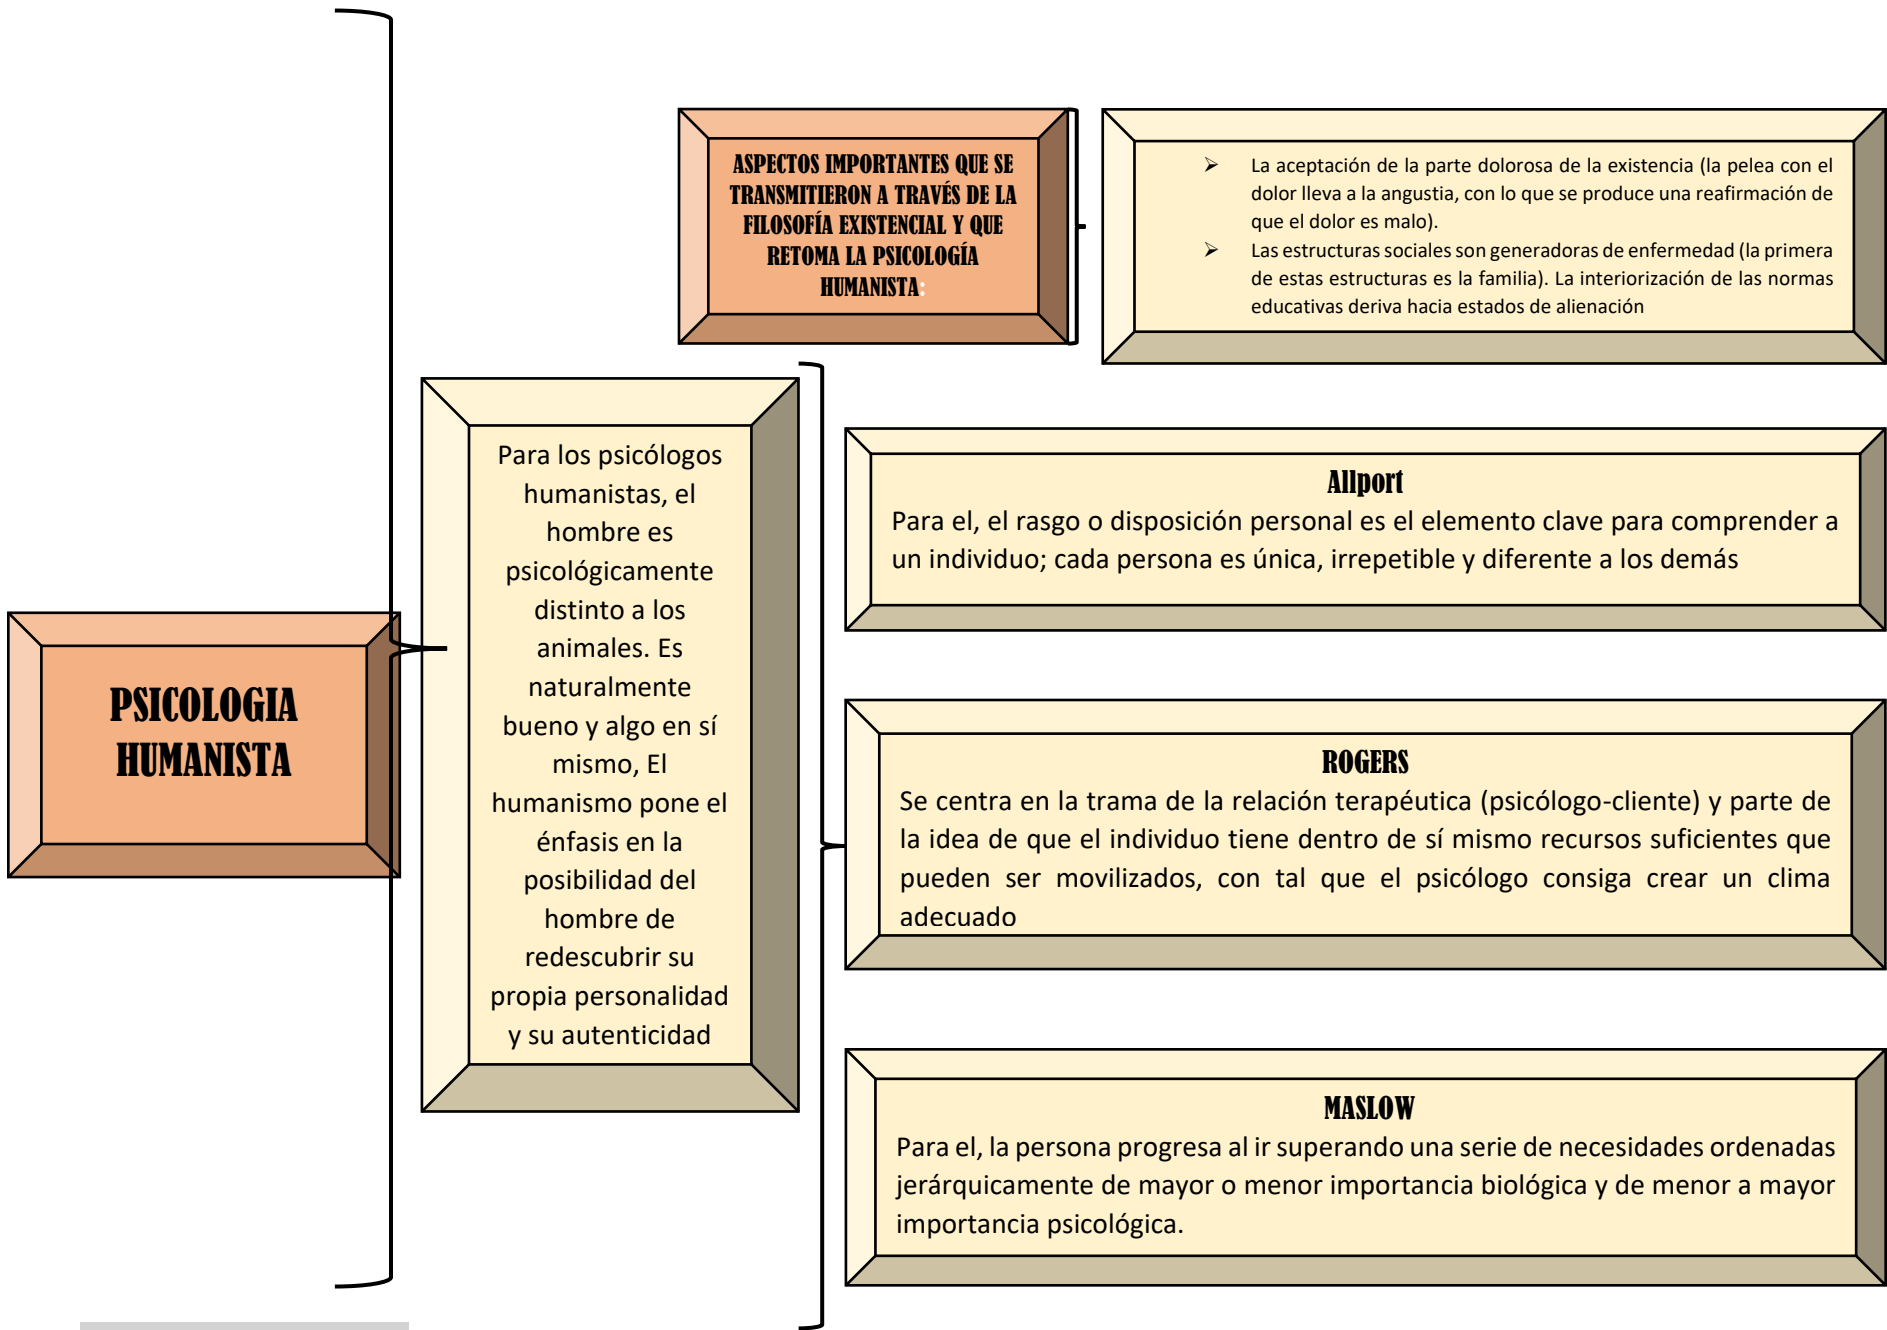 PSICOLOGIA
HUMANISTA
ASPECTOS IMPORTANTES QUE SE
TRANSMITIERON A TRAVÉS DE LA
FILOSOFÍA EXISTENCIAL Y QUE
RETOMA LA PSICOLOGÍA
HUMANISTA:
➢ La aceptación de la parte dolorosa de la existencia (la pelea con el
dolor lleva a la angustia, con lo que se produce una reafirmación de
que el dolor es malo).
➢ Las estructuras sociales son generadoras de enfermedad (la primera
de estas estructuras es la familia). La interiorización de las normas
educativas deriva hacia estados de alienación
Para los psicólogos
humanistas, el
hombre es
psicológicamente
distinto a los
animales. Es
naturalmente
bueno y algo en sí
mismo, El
humanismo pone el
énfasis en la
posibilidad del
hombre de
redescubrir su
propia personalidad
y su autenticidad
Allport
Para el, el rasgo o disposición personal es el elemento clave para comprender a
un individuo; cada persona es única, irrepetible y diferente a los demás
ROGERS
Se centra en la trama de la relación terapéutica (psicólogo-cliente) y parte de
la idea de que el individuo tiene dentro de sí mismo recursos suficientes que
pueden ser movilizados, con tal que el psicólogo consiga crear un clima
adecuado
MASLOW
Para el, la persona progresa al ir superando una serie de necesidades ordenadas
jerárquicamente de mayor o menor importancia biológica y de menor a mayor
importancia psicológica.